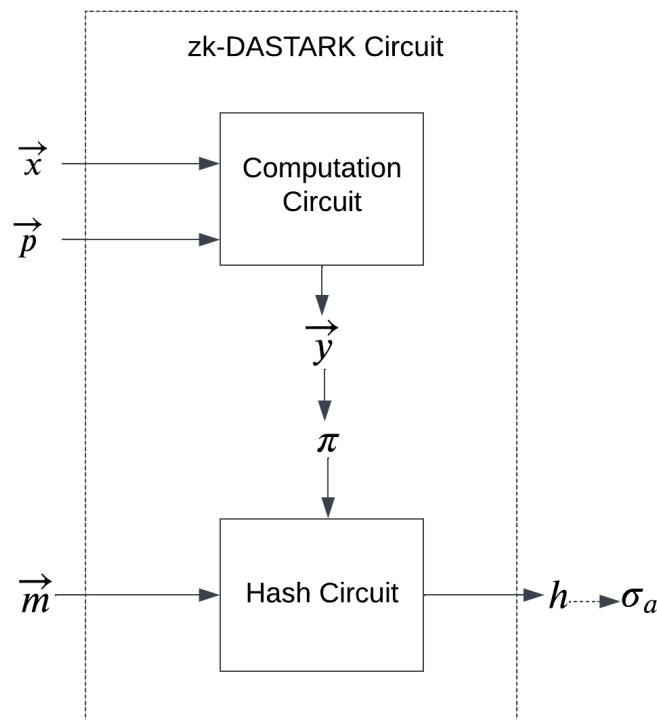 zk-DASTARK Circuit
x⃗
Computation
Circuit
p⃗
y⃗
π
m⃗
Hash Circuit
h
σₐ